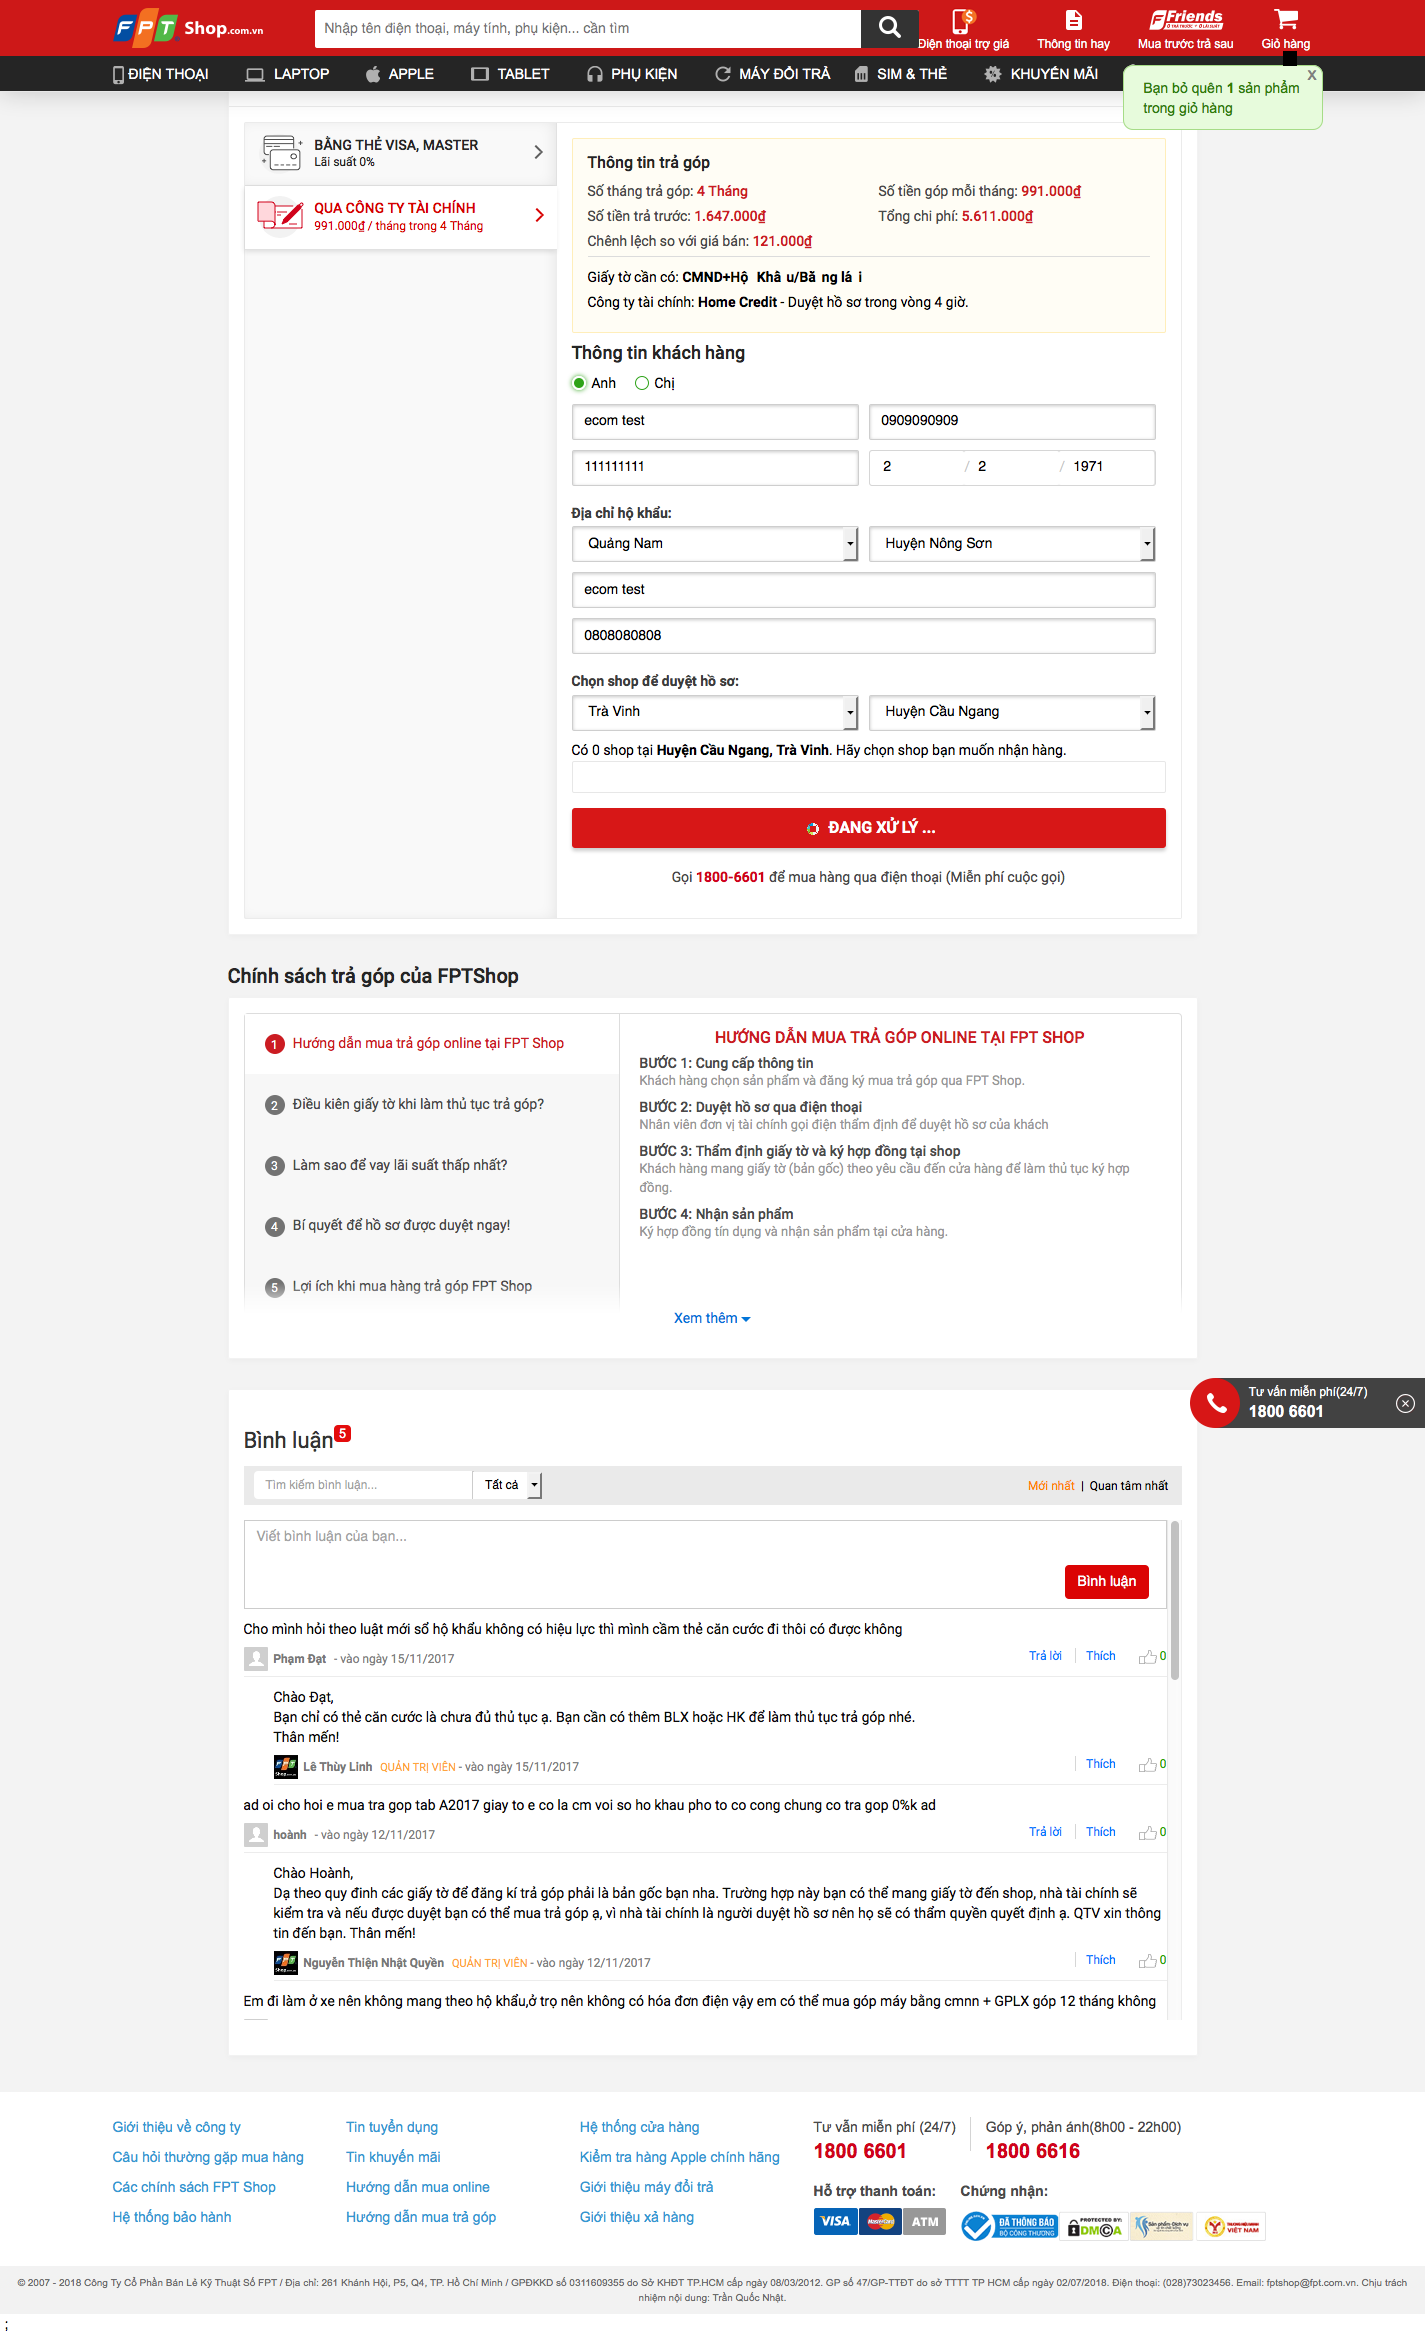 FPT Shop.com.vn
Nhập tên điện thoại, máy tính, phụ kiện... cần tìm
Điện thoại trợ giá
Thông tin hay
Friends
Mua trước trả sau
Giỏ hàng
ĐIỆN THOẠI
LAPTOP
APPLE
TABLET
PHỤ KIỆN
MÁY ĐỔI TRẢ
SIM & THẺ
KHUYẾN MÃI
X
Bạn bỏ quên 1 sản phẩm
trong giỏ hàng
BẰNG THẺ VISA, MASTER
Lãi suất 0%
QUA CÔNG TY TÀI CHÍNH
991.000₫ / tháng trong 4 Tháng
Thông tin trả góp
Số tháng trả góp: 4 Tháng
Số tiền góp mỗi tháng: 991.000₫
Số tiền trả trước: 1.647.000₫
Tổng chi phí: 5.611.000₫
Chênh lệch so với giá bán: 121.000₫
Giấy tờ cần có: CMND+Hộ Khẩu/Bằng lái
Công ty tài chính: Home Credit - Duyệt hồ sơ trong vòng 4 giờ.
Thông tin khách hàng
Anh
Chị
ecom test
0909090909
111111111
2 / 2 / 1971
Địa chỉ hộ khẩu:
Quảng Nam
Huyện Nông Sơn
ecom test
0808080808
Chọn shop để duyệt hồ sơ:
Trà Vinh
Huyện Cầu Ngang
Có 0 shop tại Huyện Cầu Ngang, Trà Vinh. Hãy chọn shop bạn muốn nhận hàng.
ĐANG XỬ LÝ ...
Gọi 1800-6601 để mua hàng qua điện thoại (Miễn phí cuộc gọi)
Chính sách trả góp của FPTShop
1 Hướng dẫn mua trả góp online tại FPT Shop
2 Điều kiên giấy tờ khi làm thủ tục trả góp?
3 Làm sao để vay lãi suất thấp nhất?
4 Bí quyết để hồ sơ được duyệt ngay!
5 Lợi ích khi mua hàng trả góp FPT Shop
HƯỚNG DẪN MUA TRẢ GÓP ONLINE TẠI FPT SHOP
BƯỚC 1: Cung cấp thông tin
Khách hàng chọn sản phẩm và đăng ký mua trả góp qua FPT Shop.
BƯỚC 2: Duyệt hồ sơ qua điện thoại
Nhân viên đơn vị tài chính gọi điện thẩm định để duyệt hồ sơ của khách
BƯỚC 3: Thẩm định giấy tờ và ký hợp đồng tại shop
Khách hàng mang giấy tờ (bản gốc) theo yêu cầu đến cửa hàng để làm thủ tục ký hợp
đồng.
BƯỚC 4: Nhận sản phẩm
Ký hợp đồng tín dụng và nhận sản phẩm tại cửa hàng.
Xem thêm
Tư vấn miễn phí(24/7)
1800 6601
Bình luận 5
Tìm kiếm bình luận...
Tất cả
Mới nhất | Quan tâm nhất
Viết bình luận của bạn...
Bình luận
Cho mình hỏi theo luật mới sổ hộ khẩu không có hiệu lực thì mình cầm thẻ căn cước đi thôi có được không
Phạm Đạt - vào ngày 15/11/2017
Trả lời
Thích
0
Chào Đạt,
Bạn chỉ có thẻ căn cước là chưa đủ thủ tục ạ. Bạn cần có thêm BLX hoặc HK để làm thủ tục trả góp nhé.
Thân mến!
Lê Thùy Linh QUẢN TRỊ VIÊN - vào ngày 15/11/2017
Thích
0
ad oi cho hoi e mua tra gop tab A2017 giay to e co la cm voi so ho khau pho to co cong chung co tra gop 0%k ad
hoành - vào ngày 12/11/2017
Trả lời
Thích
0
Chào Hoành,
Dạ theo quy đinh các giấy tờ để đăng kí trả góp phải là bản gốc bạn nha. Trường hợp này bạn có thể mang giấy tờ đến shop, nhà tài chính sẽ
kiểm tra và nếu được duyệt bạn có thể mua trả góp ạ, vì nhà tài chính là người duyệt hồ sơ nên họ sẽ có thẩm quyền quyết định ạ. QTV xin thông
tin đến bạn. Thân mến!
Nguyễn Thiện Nhật Quyền QUẢN TRỊ VIÊN - vào ngày 12/11/2017
Thích
0
Em đi làm ở xe nên không mang theo hộ khẩu,ở trọ nên không có hóa đơn điện vậy em có thể mua góp máy bằng cmnn + GPLX góp 12 tháng không
Giới thiệu về công ty
Câu hỏi thường gặp mua hàng
Các chính sách FPT Shop
Hệ thống bảo hành
Tin tuyển dụng
Tin khuyến mãi
Hướng dẫn mua online
Hướng dẫn mua trả góp
Hệ thống cửa hàng
Kiểm tra hàng Apple chính hãng
Giới thiệu máy đổi trả
Giới thiệu xả hàng
Tư vấn miễn phí (24/7)
1800 6601
Góp ý, phản ánh(8h00 - 22h00)
1800 6616
Hỗ trợ thanh toán:
VISA
MasterCard
ATM
Chứng nhận:
ĐÃ THÔNG BÁO
BỘ CÔNG THƯƠNG
PROTECTED BY:
DMCA
VIỆT NAM
© 2007 - 2018 Công Ty Cổ Phần Bán Lẻ Kỹ Thuật Số FPT / Địa chỉ: 261 Khánh Hội, P5, Q4, TP. Hồ Chí Minh / GPĐKKD số 0311609355 do Sở KHĐT TP.HCM cấp ngày 08/03/2012. GP số 47/GP-TTĐT do sở TTTT TP HCM cấp ngày 02/07/2018. Điện thoại: (028)73023456. Email: fptshop@fpt.com.vn. Chịu trách
nhiệm nội dung: Trần Quốc Nhật.
;